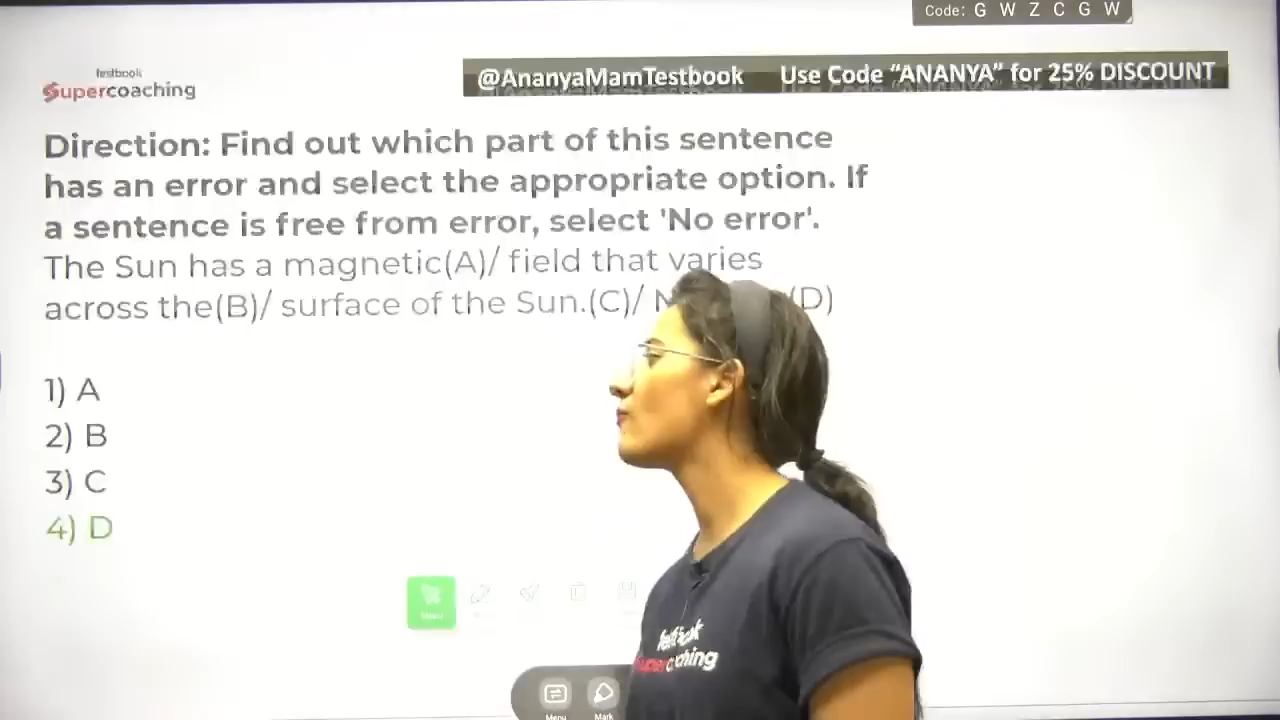 Code: G W Z C G W
testbook
Supercoaching
@AnanyaMamTestbook Use Code “ANANYA” for 25% DISCOUNT
Direction: Find out which part of this sentence
has an error and select the appropriate option. If
a sentence is free from error, select 'No error'.
The Sun has a magnetic(A)/ field that varies
across the(B)/ surface of the Sun.(C)/ N (D)
1) A
2) B
3) C
4) D
testbook
Supercoaching
Menu
Mark